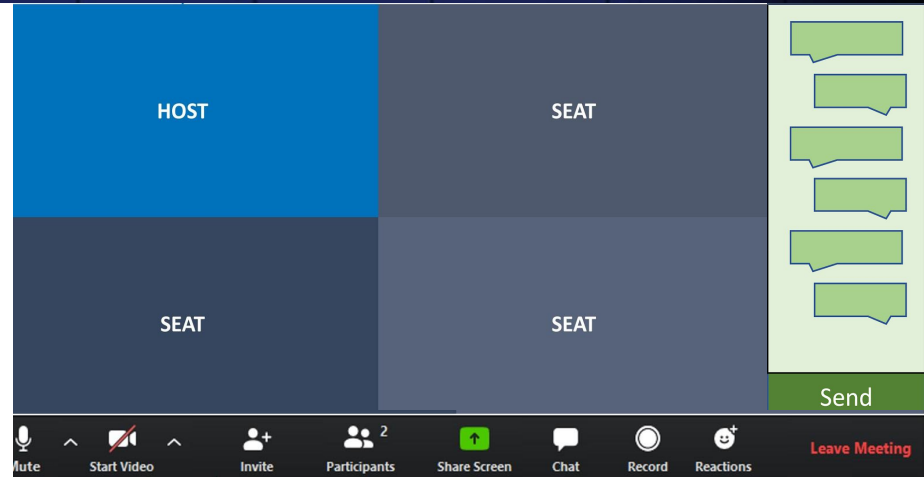 HOST
SEAT
SEAT
SEAT
Send
2
Mute
Start Video
Invite
Participants
Share Screen
Chat
Record
Reactions
Leave Meeting